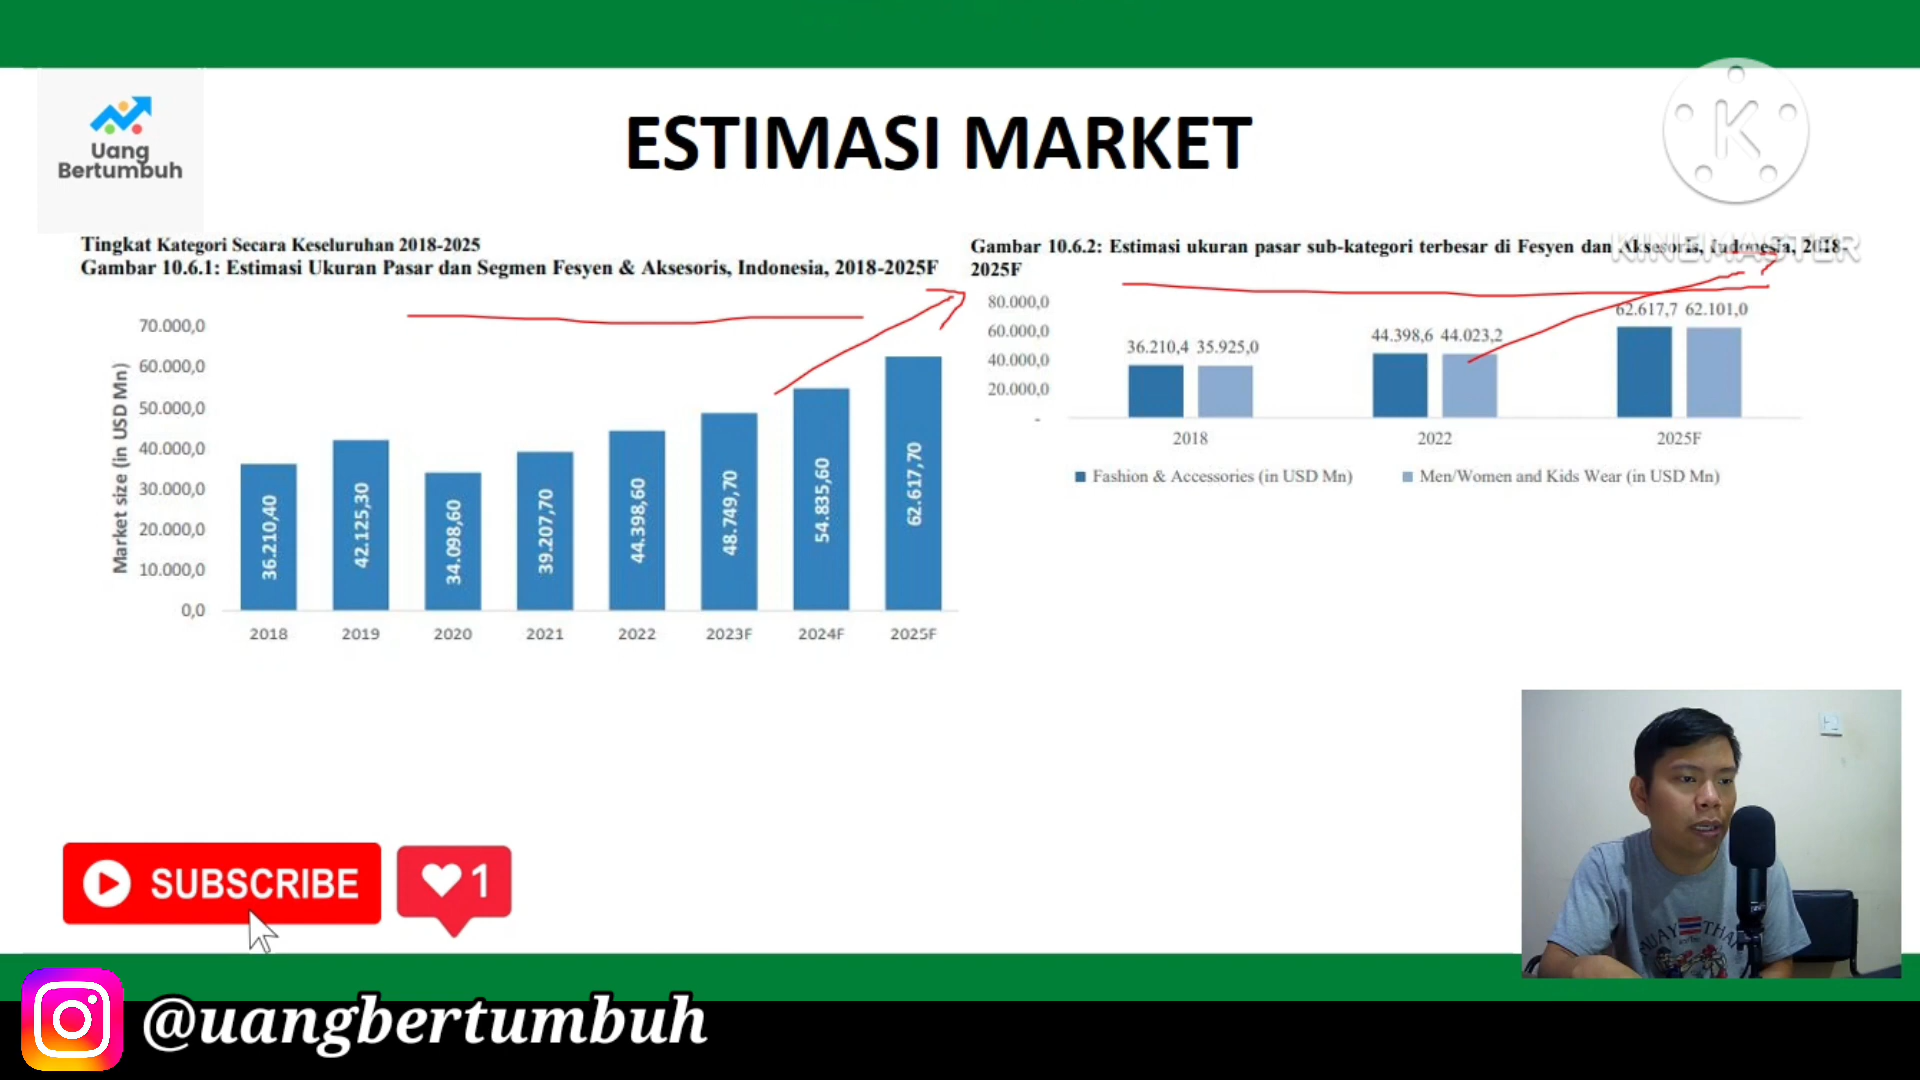 Uang
Bertumbuh
ESTIMASI MARKET
KINEMASTER
Tingkat Kategori Secara Keseluruhan 2018-2025
Gambar 10.6.1: Estimasi Ukuran Pasar dan Segmen Fesyen & Aksesoris, Indonesia, 2018-2025F
Market size (in USD Mn)
70.000,0
60.000,0
50.000,0
40.000,0
30.000,0
20.000,0
10.000,0
0,0
36.210,40
42.125,30
34.098,60
39.207,70
44.398,60
48.749,70
54.835,60
62.617,70
2018 2019 2020 2021 2022 2023F 2024F 2025F
Gambar 10.6.2: Estimasi ukuran pasar sub-kategori terbesar di Fesyen dan Aksesoris, Indonesia, 2018-
2025F
80.000,0
60.000,0
40.000,0
20.000,0
-
36.210,4 35.925,0
44.398,6 44.023,2
62.617,7 62.101,0
2018 2022 2025F
Fashion & Accessories (in USD Mn) Men/Women and Kids Wear (in USD Mn)
MUAY THAI
SUBSCRIBE
1
@uangbertumbuh